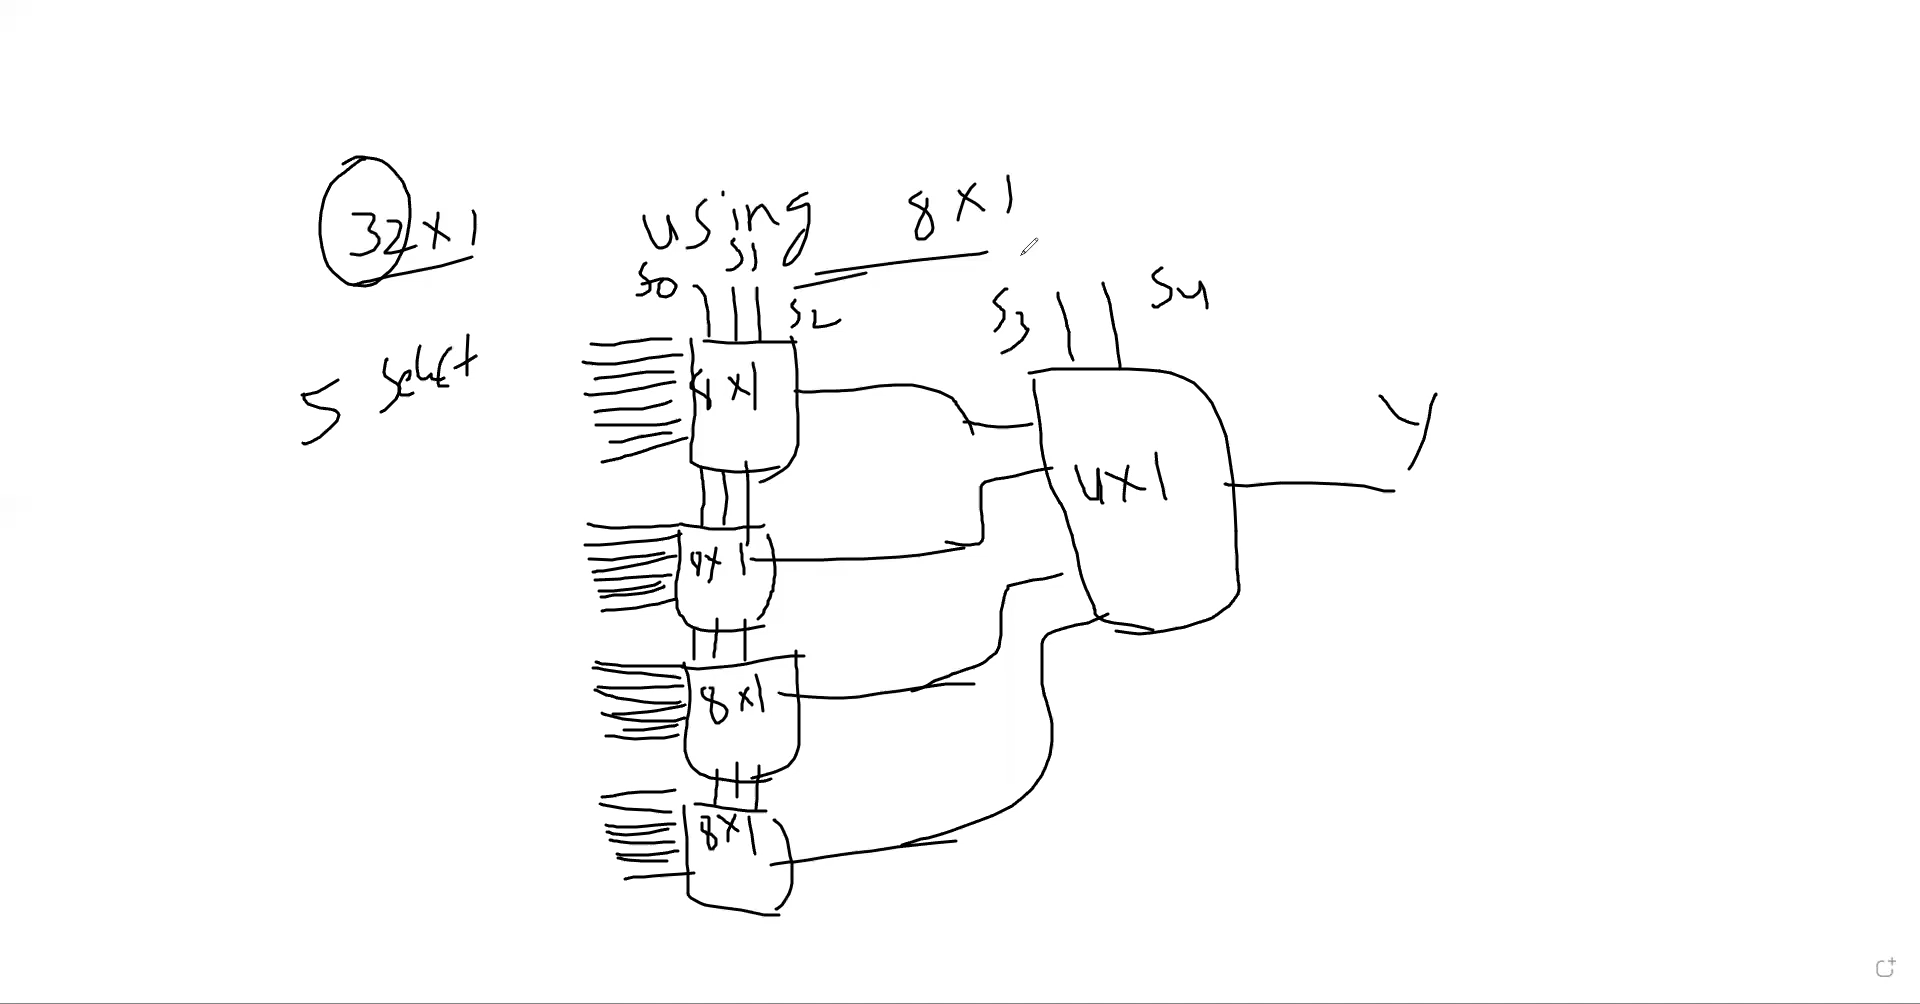 32x1 using 8x1
S0 S1 S2
S3 S4
5 select
8x1
4x1
8x1
8x1
8x1
Y